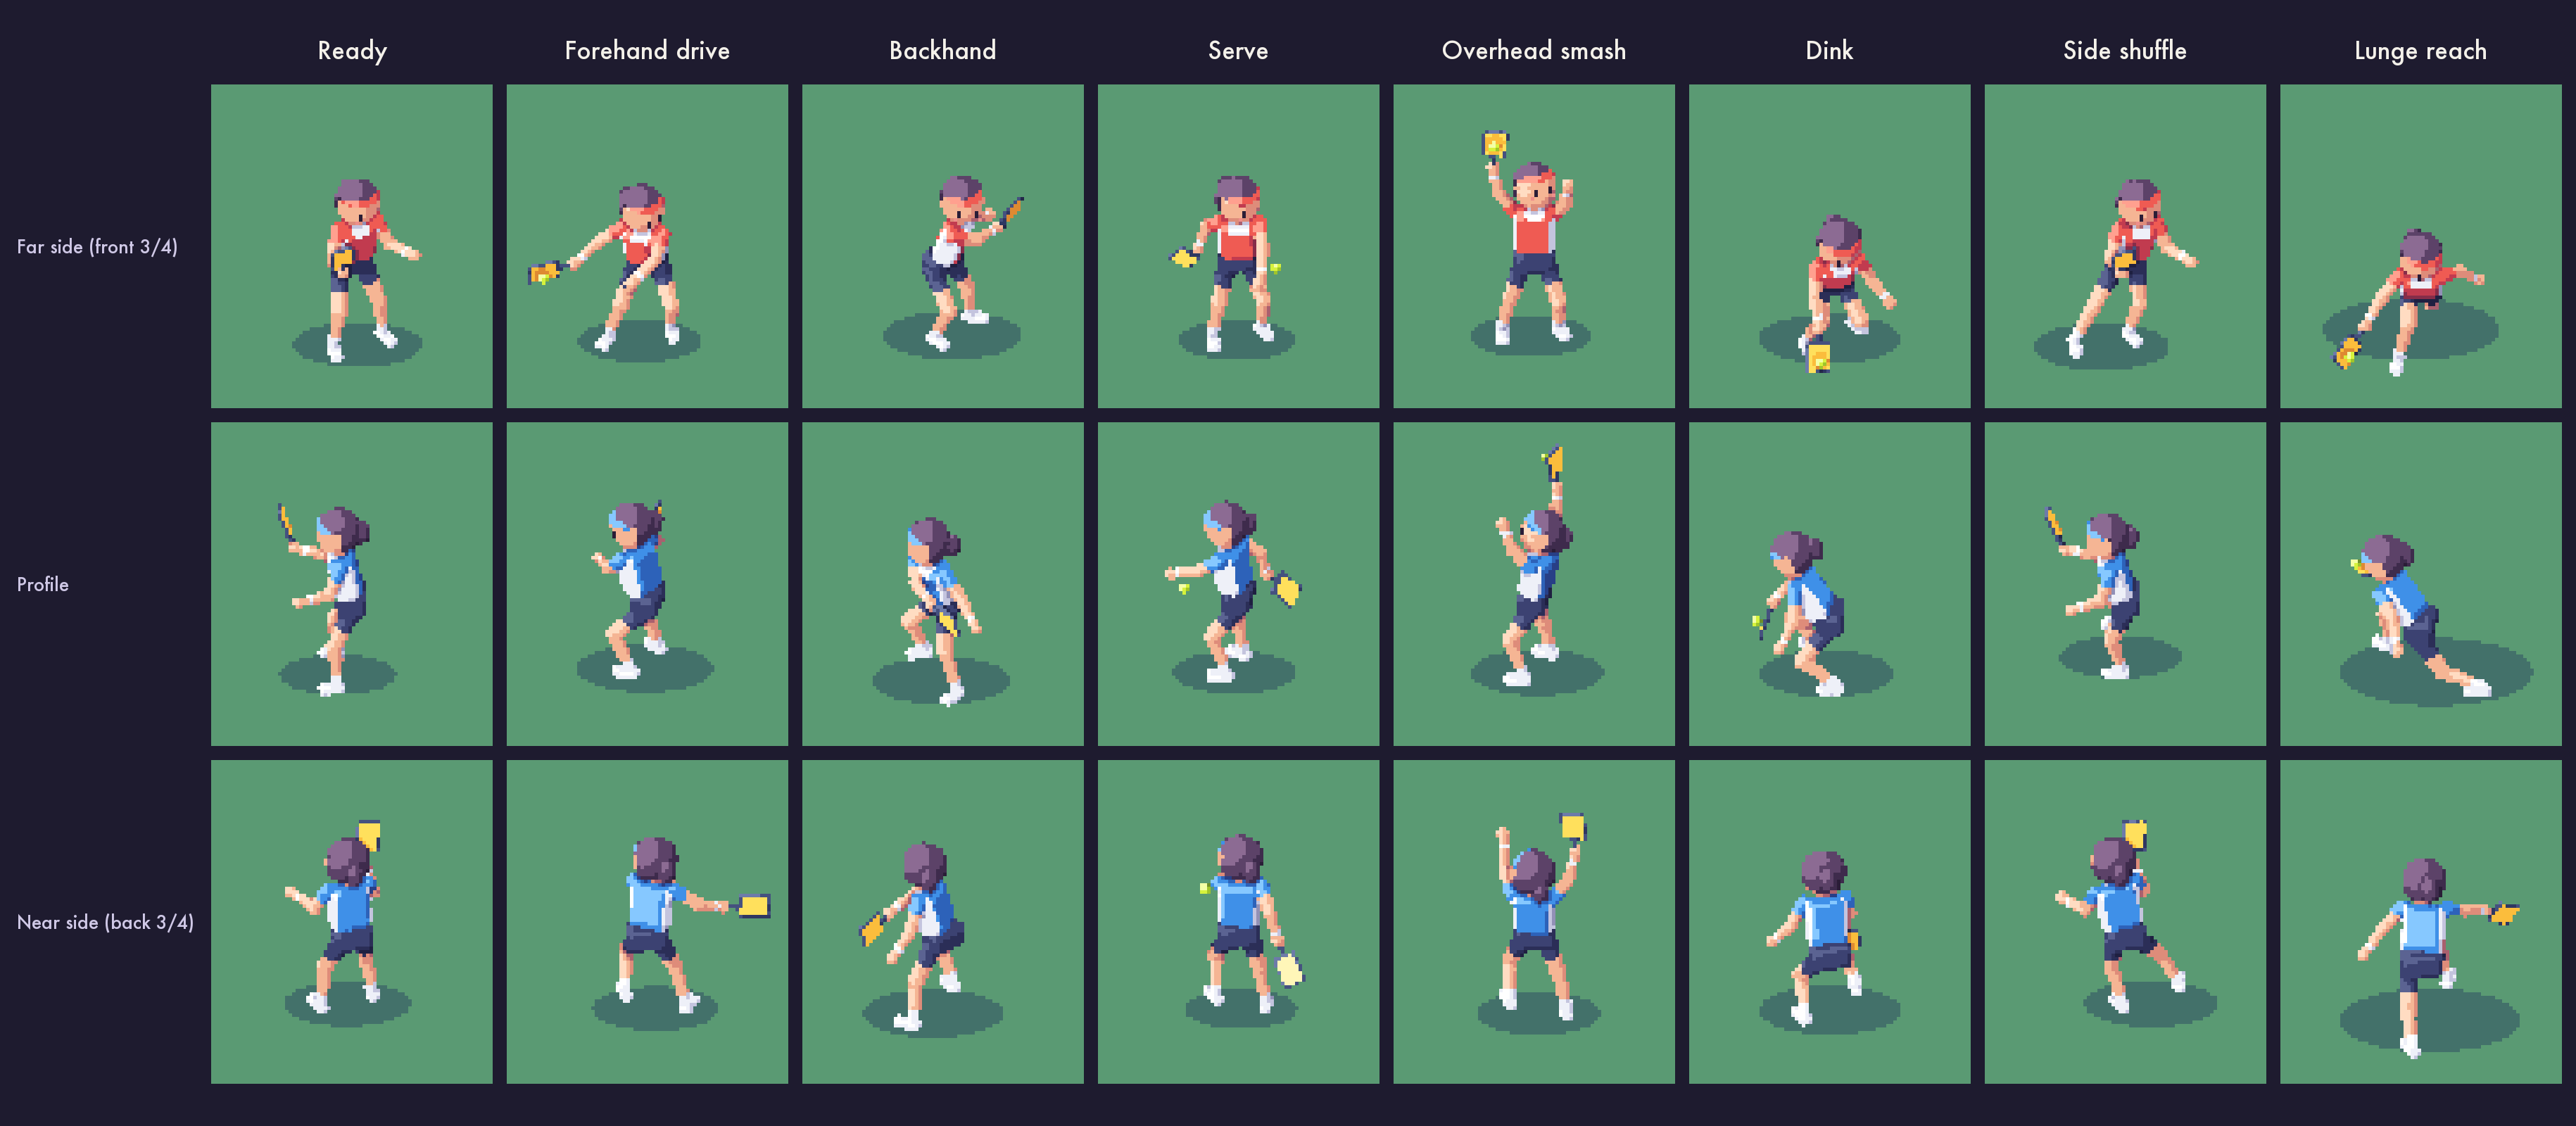 Ready
Forehand drive
Backhand
Serve
Overhead smash
Dink
Side shuffle
Lunge reach
Far side (front 3/4)
Profile
Near side (back 3/4)